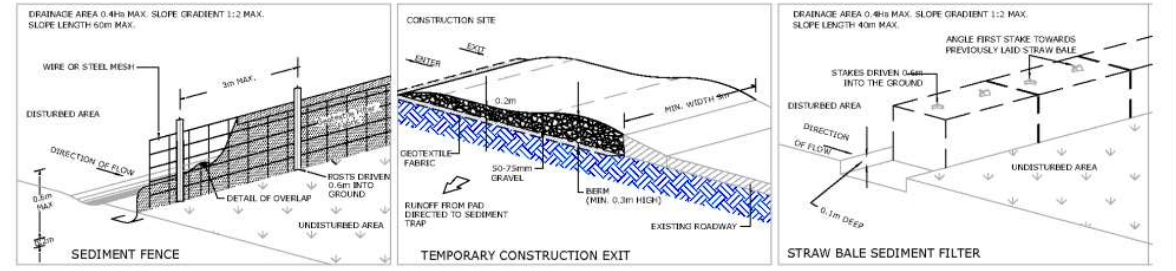 DRAINAGE AREA 0.4Ha MAX. SLOPE GRADIENT 1:2 MAX.
SLOPE LENGTH 60m MAX.
WIRE OR STEEL MESH
3m MAX.
DISTURBED AREA
DIRECTION OF FLOW
0.6m
MAX
POSTS DRIVEN
0.6m INTO
GROUND
DETAIL OF OVERLAP
UNDISTURBED AREA
SEDIMENT FENCE
CONSTRUCTION SITE
EXIT
ENTER
0.2m
MIN. WIDTH 3m
GEOTEXTILE
FABRIC
50-75mm
GRAVEL
BERM
(MIN. 0.3m HIGH)
RUNOFF FROM PAD
DIRECTED TO SEDIMENT
TRAP
EXISTING ROADWAY
TEMPORARY CONSTRUCTION EXIT
DRAINAGE AREA 0.4Ha MAX. SLOPE GRADIENT 1:2 MAX.
SLOPE LENGTH 40m MAX.
ANGLE FIRST STAKE TOWARDS
PREVIOUSLY LAID STRAW BALE
STAKES DRIVEN 0.6m
INTO THE GROUND
DISTURBED AREA
DIRECTION
OF FLOW
UNDISTURBED AREA
0.1m DEEP
STRAW BALE SEDIMENT FILTER